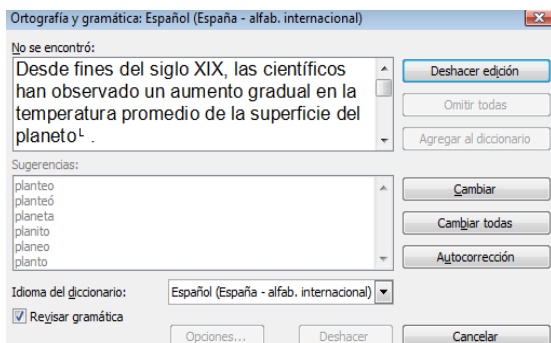 Ortografía y gramática: Español (España - alfab. internacional)
No se encontró:
Desde fines del siglo XIX, las científicos
han observado un aumento gradual en la
temperatura promedio de la superficie del
planeto└ .
Deshacer edición
Omitir todas
Agregar al diccionario
Sugerencias:
planteo
planteó
planeta
planito
planeo
planto
Cambiar
Cambiar todas
Autocorrección
Idioma del diccionario:
Español (España - alfab. internacional)
Revisar gramática
Opciones...
Deshacer
Cancelar